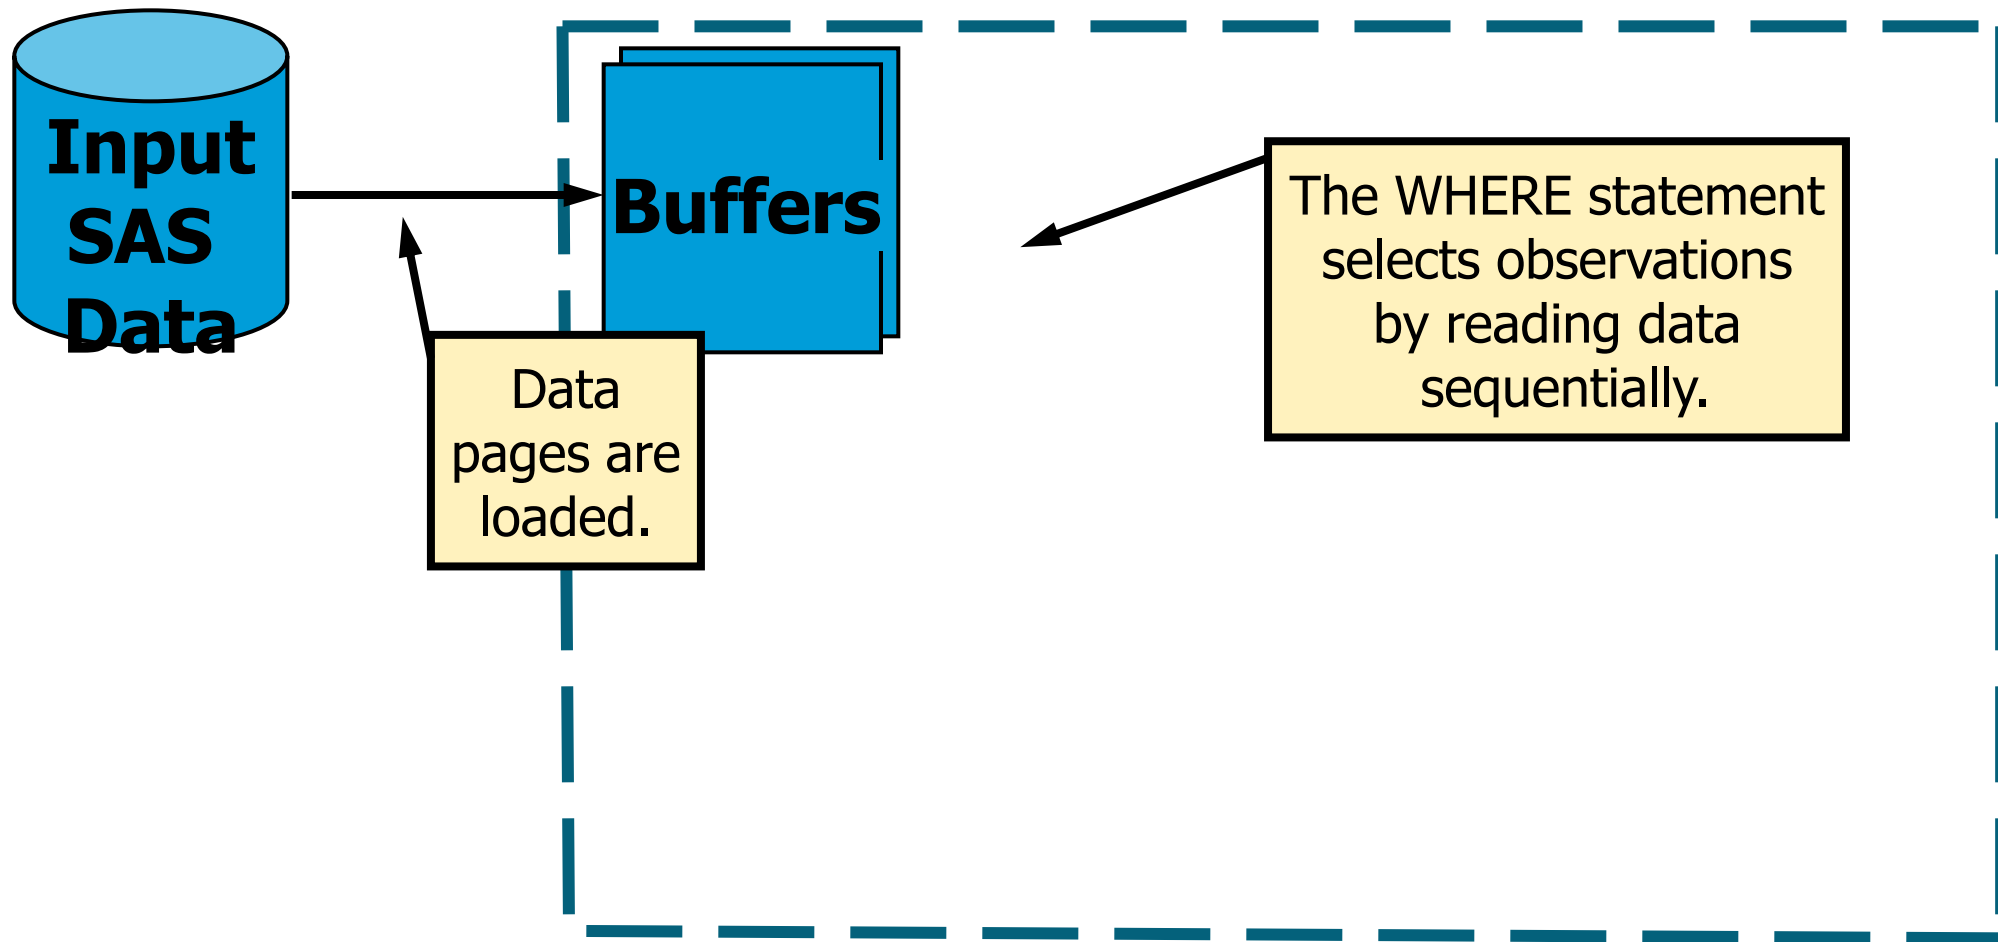 Input
SAS
Data
Buffers
Data
pages are
loaded.
The WHERE statement
selects observations
by reading data
sequentially.